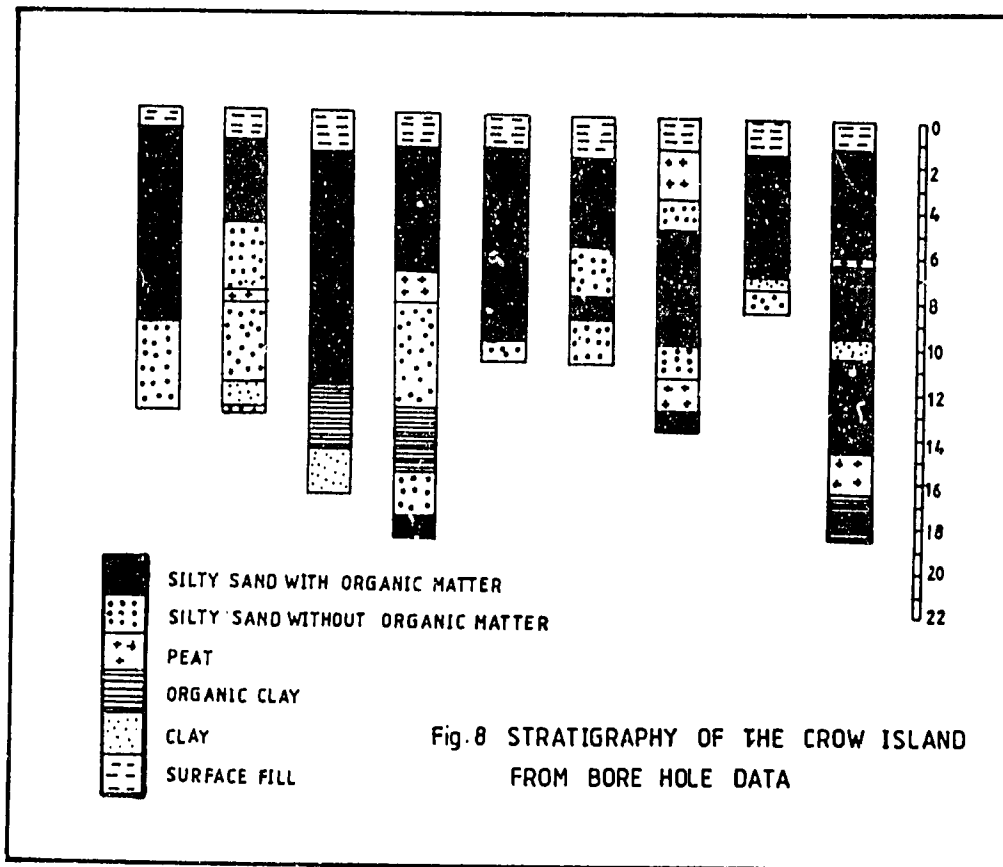 0
2
4
6
8
10
12
14
16
18
20
22
SILTY SAND WITH ORGANIC MATTER
SILTY SAND WITHOUT ORGANIC MATTER
PEAT
ORGANIC CLAY
CLAY
SURFACE FILL
Fig.8 STRATIGRAPHY OF THE CROW ISLAND
FROM BORE HOLE DATA